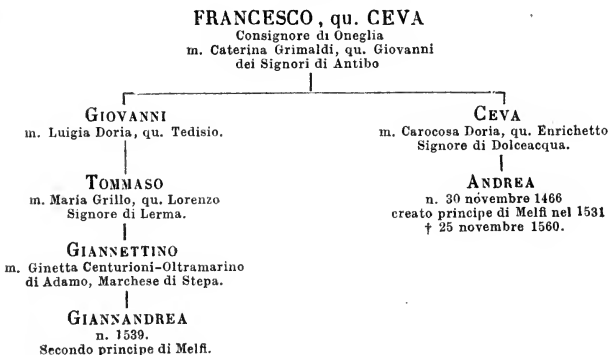 FRANCESCO, qu. CEVA
Consignore di Oneglia
m. Caterina Grimaldi, qu. Giovanni
dei Signori di Antibo
GIOVANNI
m. Luigia Doria, qu. Tedisio.
CEVA
m. Carocosa Doria, qu. Enrichetto
Signore di Dolceacqua.
TOMMASO
m. Maria Grillo, qu. Lorenzo
Signore di Lerma.
ANDREA
n. 30 novembre 1466
creato principe di Melfi nel 1531
† 25 novembre 1560.
GIANNETTINO
m. Ginetta Centurioni-Oltramarino
di Adamo, Marchese di Stepa.
GIANNANDREA
n. 1539.
Secondo principe di Melfi.